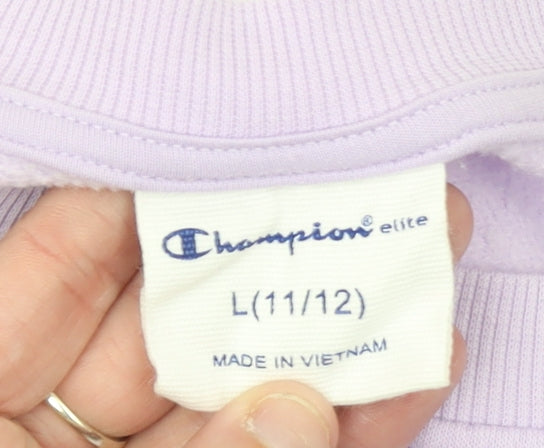 Champion® elite
L(11/12)
MADE IN VIETNAM